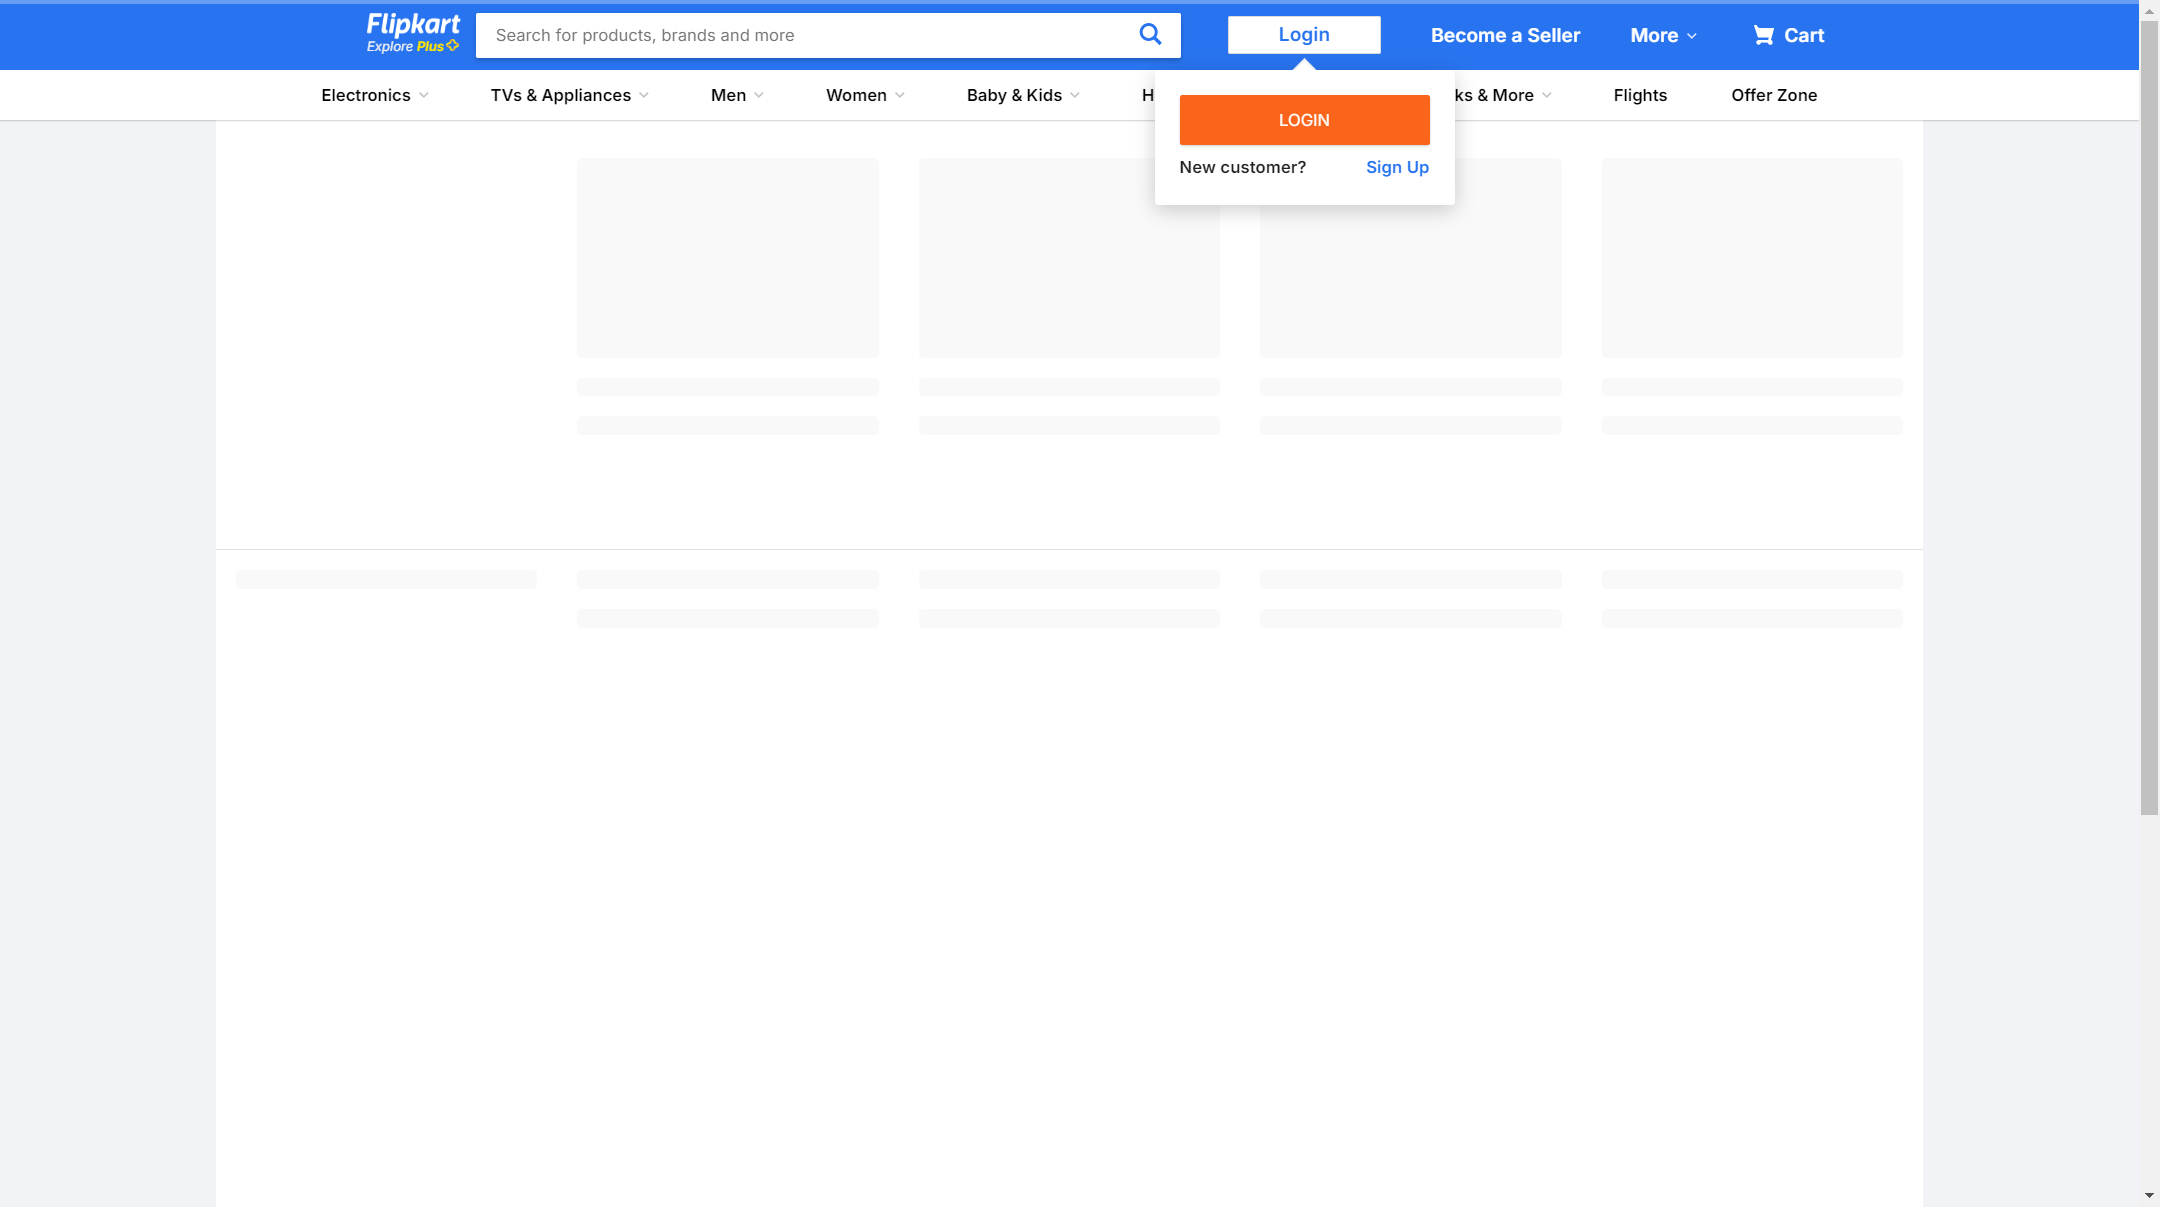 Flipkart
Explore Plus
Search for products, brands and more
Login
Become a Seller
More
Cart
Electronics
TVs & Appliances
Men
Women
Baby & Kids
& More
Flights
Offer Zone
LOGIN
New customer?
Sign Up